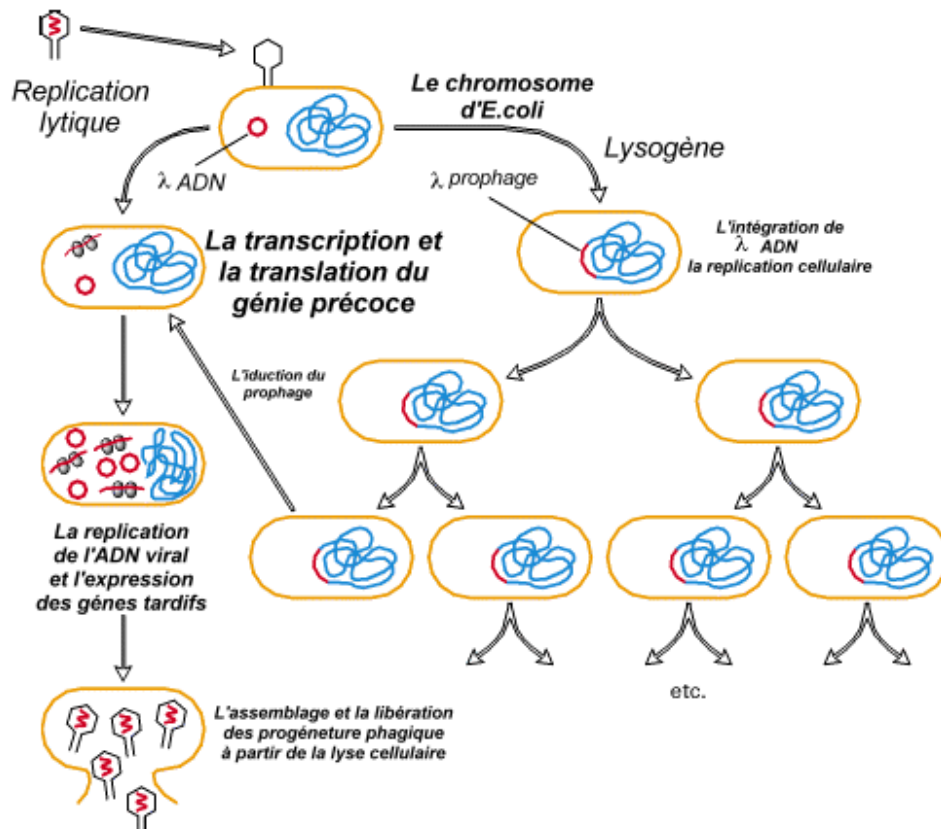 Replication
lytique
Le chromosome
d'E.coli
Lysogène
λ ADN
λ prophage
L'intégration de
λ ADN
la replication cellulaire
La transcription et
la translation du
génie précoce
L'iduction du
prophage
La replication
de l'ADN viral
et l'expression
des génes tardifs
etc.
L'assemblage et la libération
des progéneture phagique
à partir de la lyse cellulaire